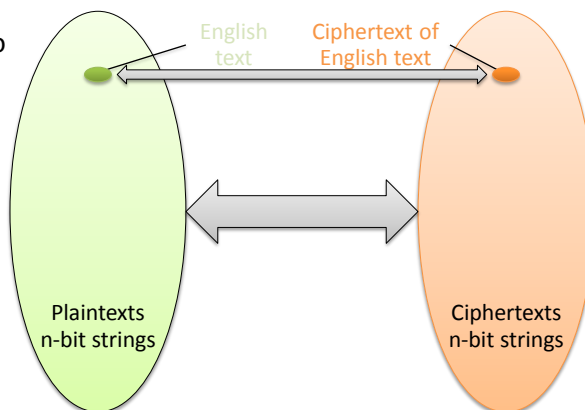 English
text
Ciphertext of
English text
Plaintexts
n-bit strings
Ciphertexts
n-bit strings